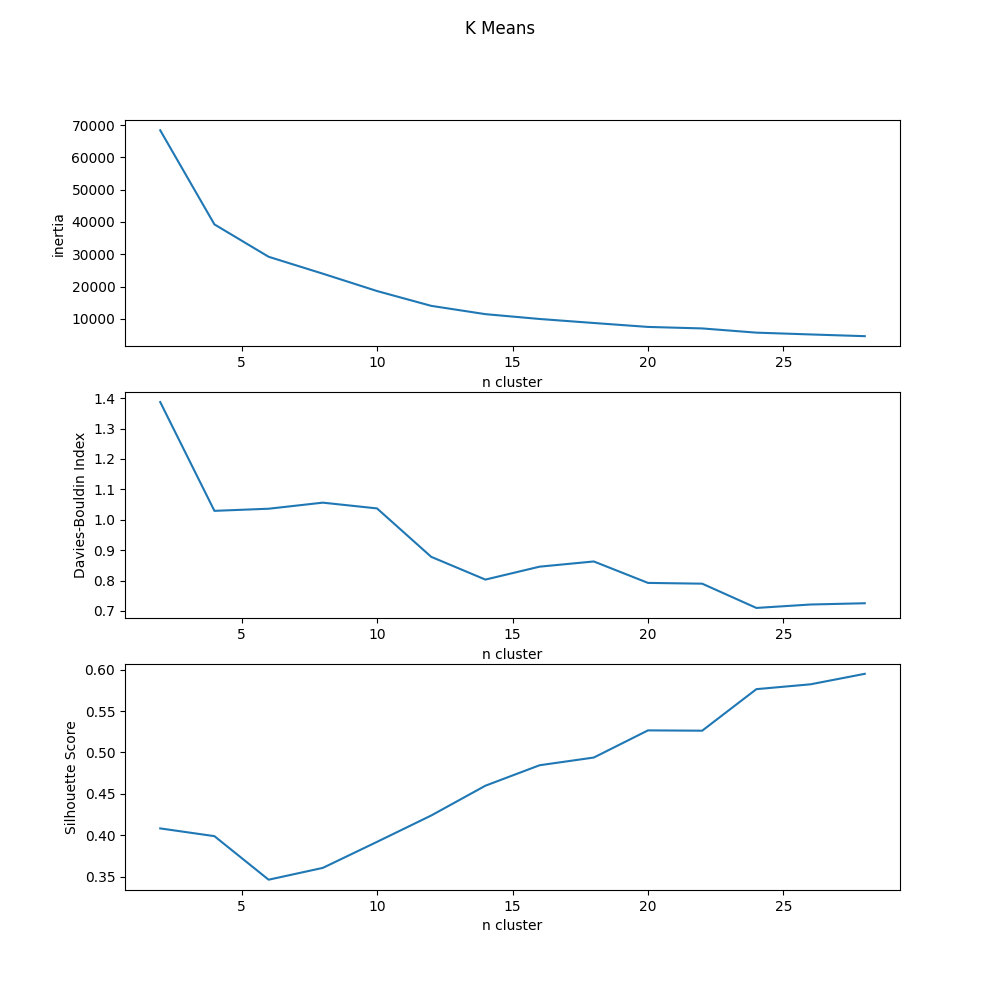 K Means
70000
60000
50000
40000
30000
20000
10000
inertia
5 10 15 20 25
n cluster
1.4
1.3
1.2
1.1
1.0
0.9
0.8
0.7
Davies-Bouldin Index
5 10 15 20 25
n cluster
0.60
0.55
0.50
0.45
0.40
0.35
Silhouette Score
5 10 15 20 25
n cluster